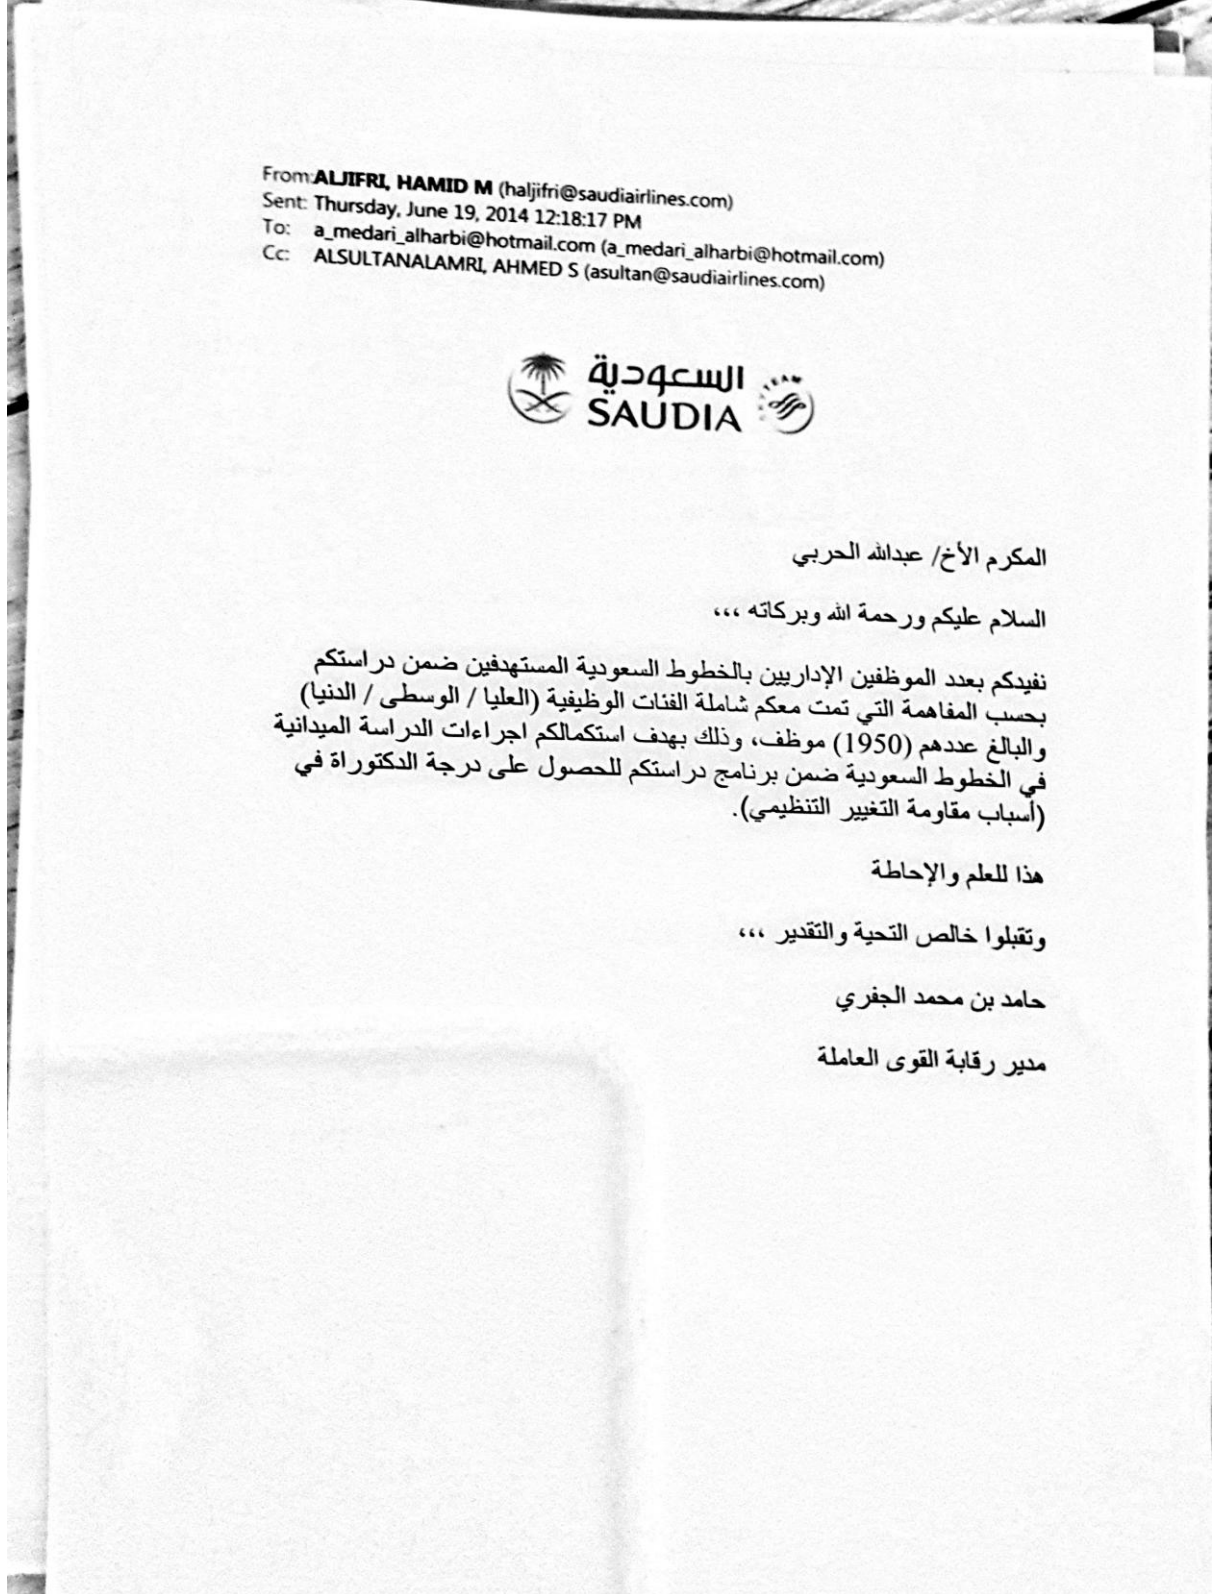 From:ALJIFRI, HAMID M (haljifri@saudiairlines.com)
Sent: Thursday, June 19, 2014 12:18:17 PM
To: a_medari_alharbi@hotmail.com (a_medari_alharbi@hotmail.com)
Cc: ALSULTANALAMRI, AHMED S (asultan@saudiairlines.com)
السعودية
SAUDIA
المكرم الأخ/ عبدالله الحربي
السلام عليكم ورحمة الله وبركاته ،،،
نفيدكم بعدد الموظفين الإداريين بالخطوط السعودية المستهدفين ضمن دراستكم
بحسب المفاهمة التي تمت معكم شاملة الفئات الوظيفية (العليا / الوسطى / الدنيا)
والبالغ عددهم (1950) موظف، وذلك بهدف استكمالكم اجراءات الدراسة الميدانية
في الخطوط السعودية ضمن برنامج دراستكم للحصول على درجة الدكتوراة في
(أسباب مقاومة التغيير التنظيمي).
هذا للعلم والإحاطة
وتقبلوا خالص التحية والتقدير ،،،
حامد بن محمد الجفري
مدير رقابة القوى العاملة